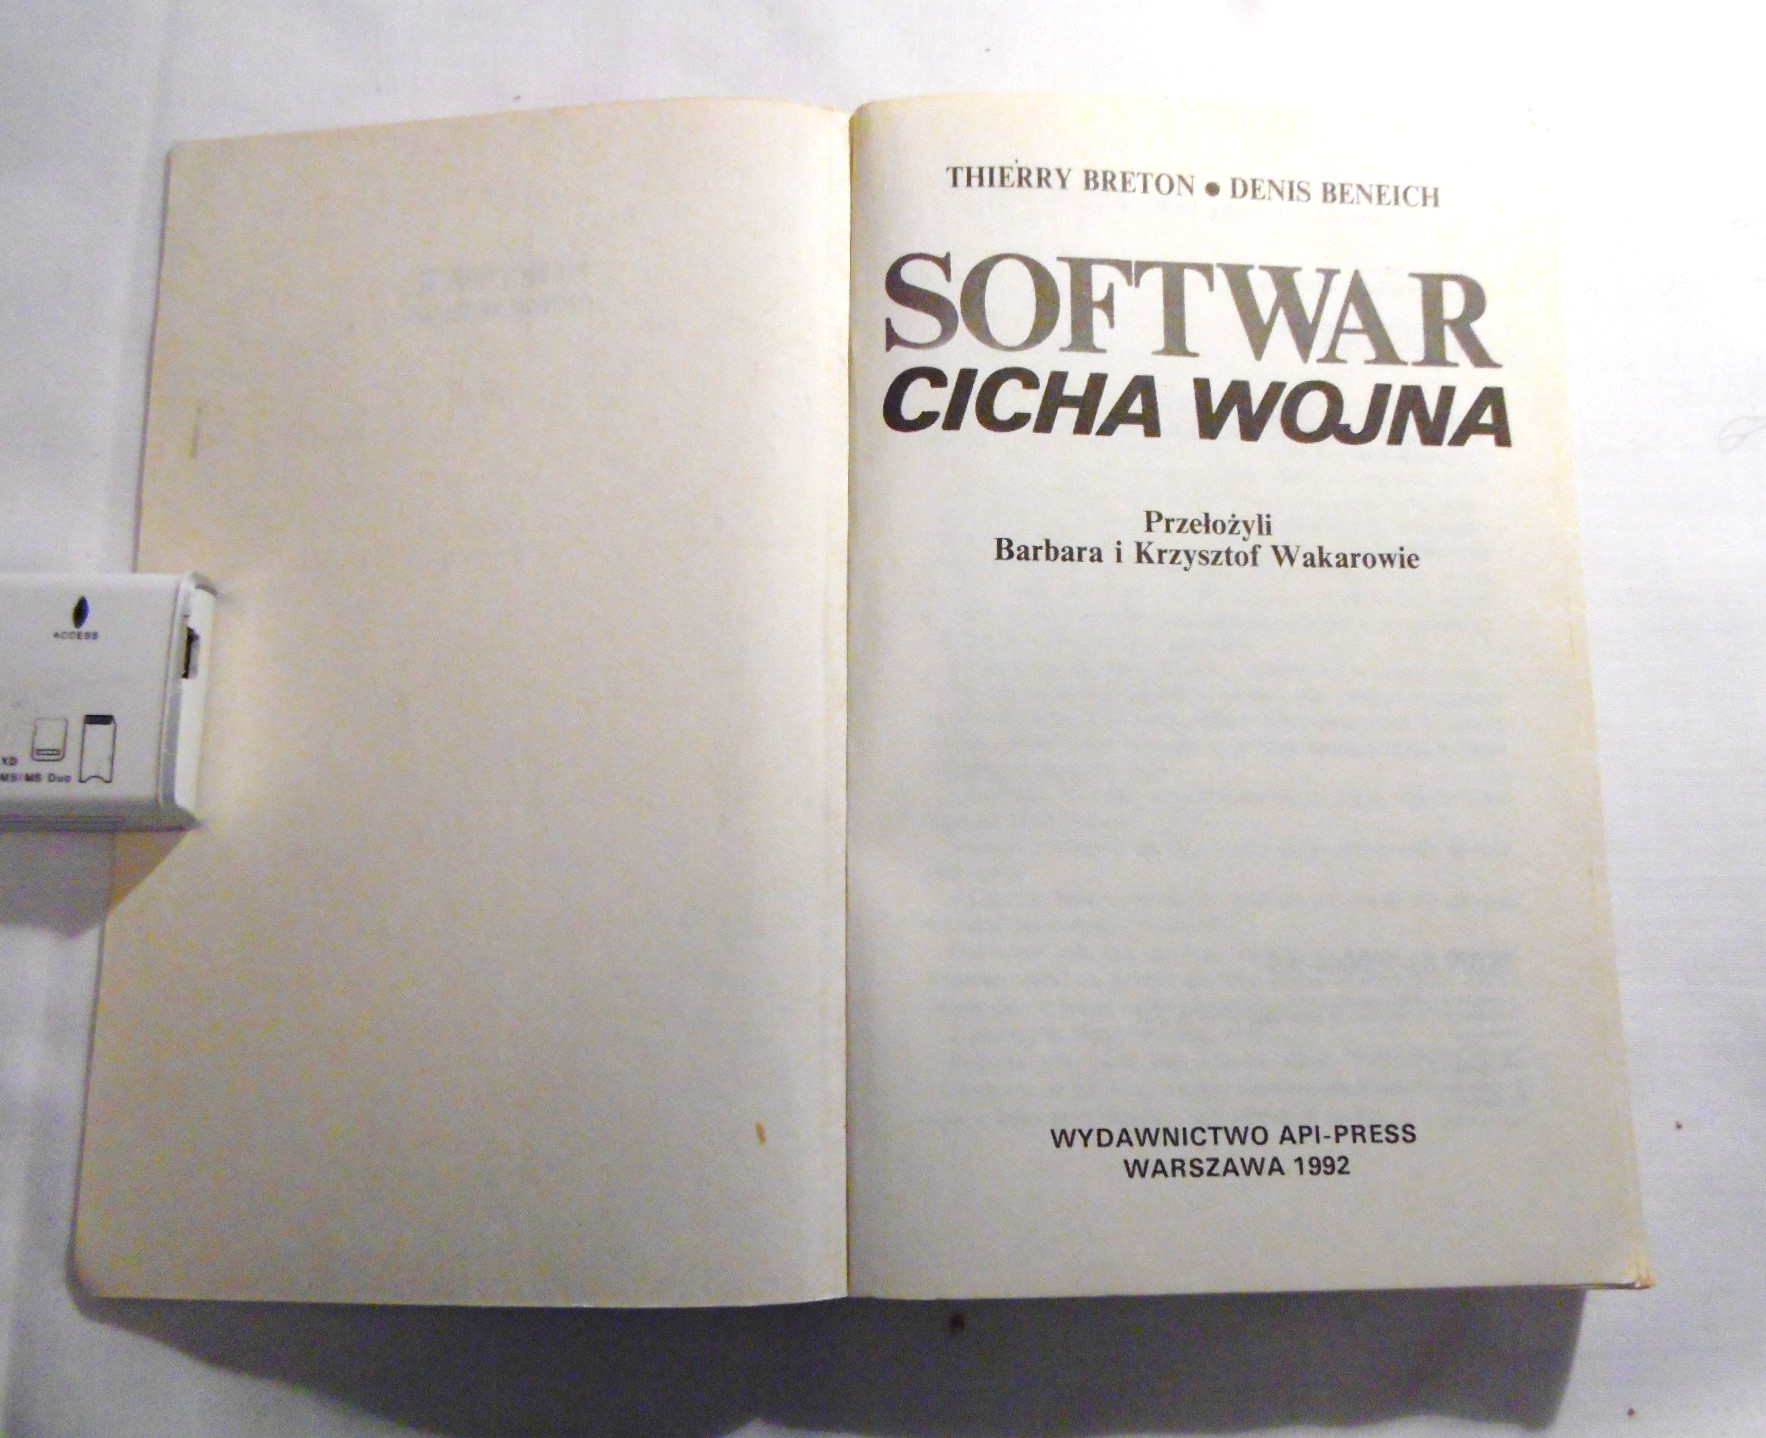 THIERRY BRETON ● DENIS BENEICH
SOFTWAR
CICHA WOJNA
Przełożyli
Barbara i Krzysztof Wakarowie
WYDAWNICTWO API-PRESS
WARSZAWA 1992
ACCESS
XD
MS/MS Duo